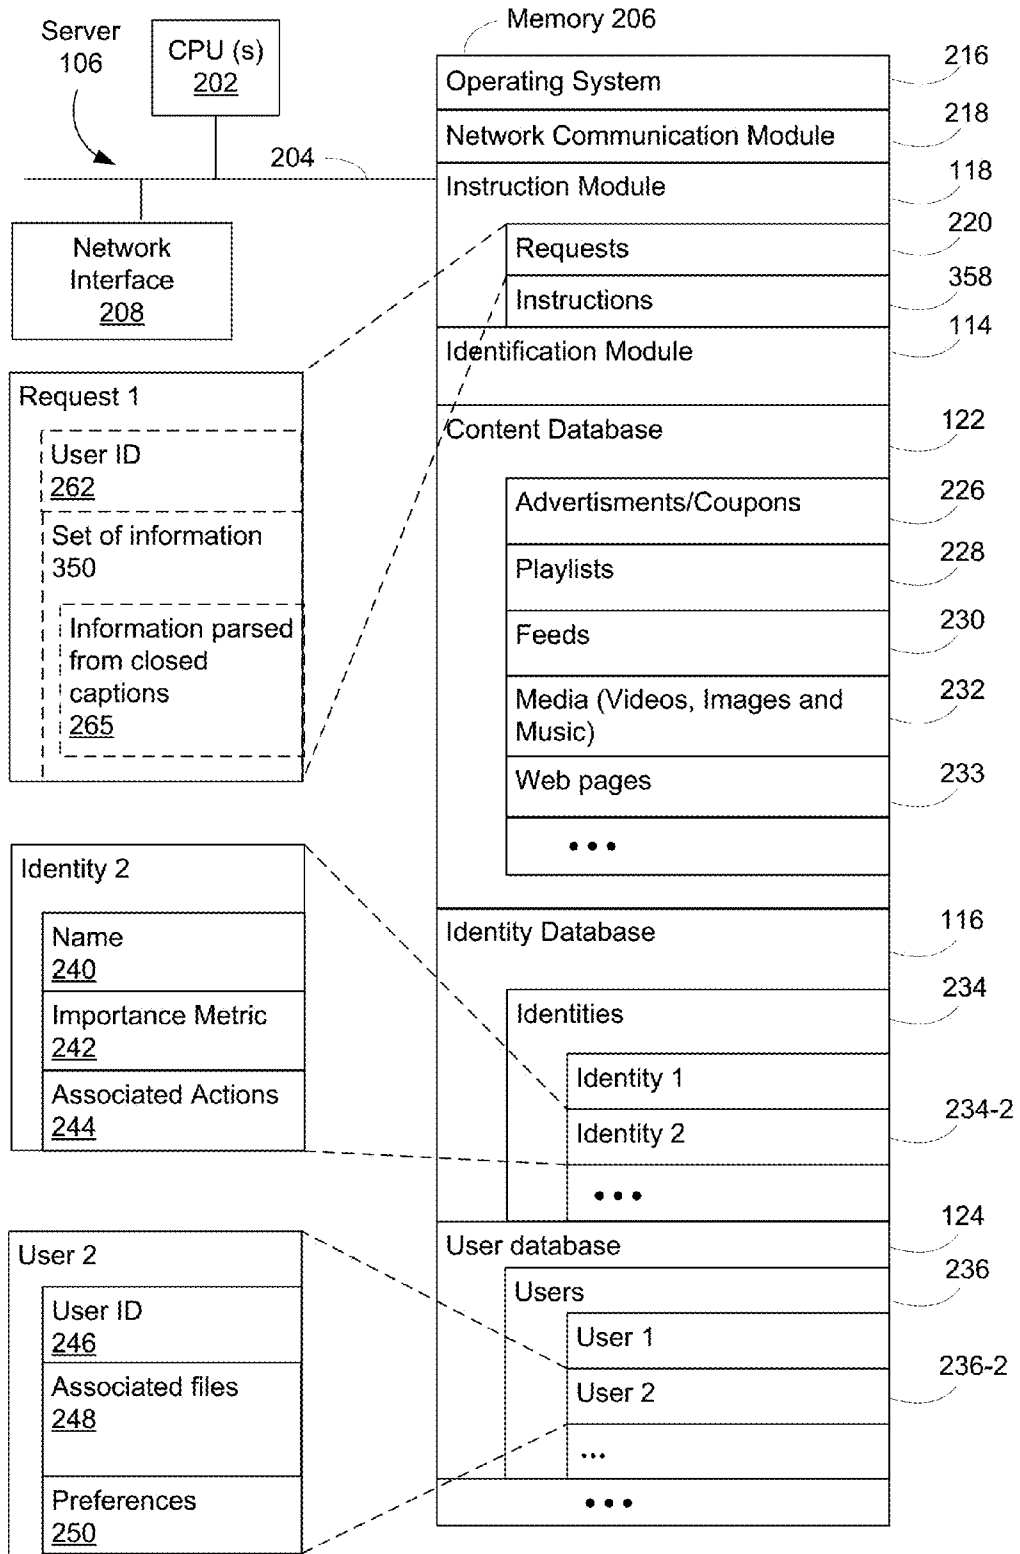 Server
106
CPU (s)
202
204
Network
Interface
208
Memory 206
Operating System
216
Network Communication Module
218
Instruction Module
118
Requests
220
Instructions
358
Identification Module
114
Content Database
122
Advertisments/Coupons
226
Playlists
228
Feeds
230
Media (Videos, Images and
Music)
232
Web pages
233
•••
Identity Database
116
Identities
234
Identity 1
Identity 2
234-2
•••
User database
124
Users
236
User 1
User 2
236-2
...
•••
Request 1
User ID
262
Set of information
350
Information parsed
from closed
captions
265
Identity 2
Name
240
Importance Metric
242
Associated Actions
244
User 2
User ID
246
Associated files
248
Preferences
250